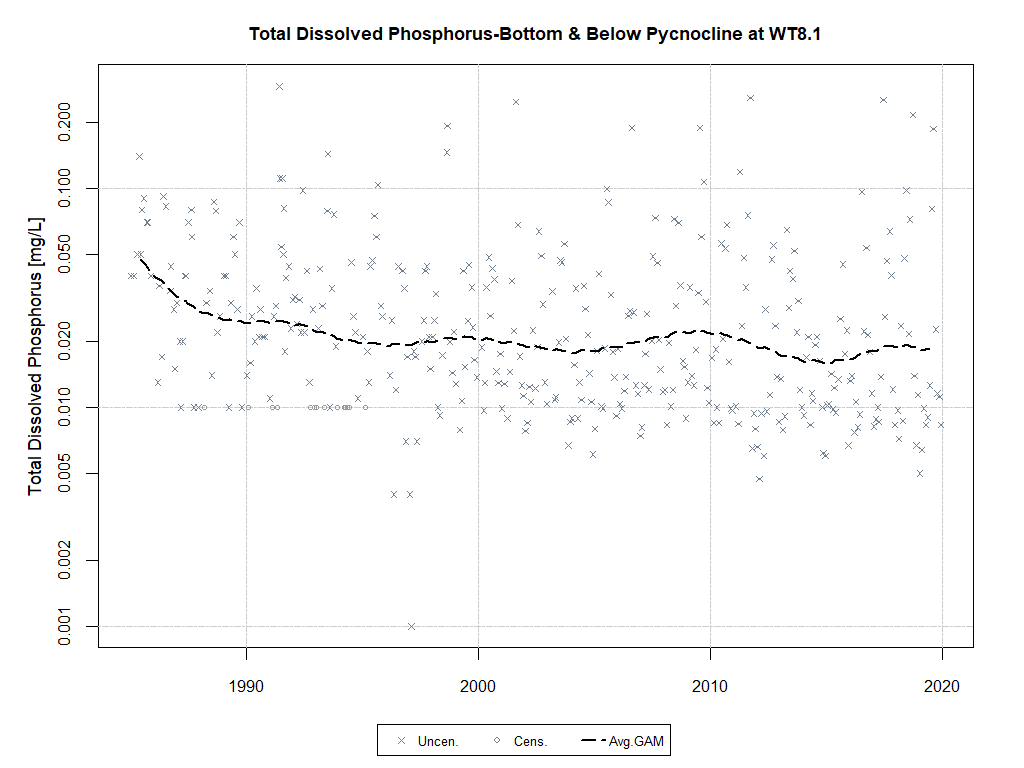 Total Dissolved Phosphorus-Bottom & Below Pycnocline at WT8.1
Total Dissolved Phosphorus [mg/L]
0.200
0.100
0.050
0.020
0.010
0.005
0.002
0.001
1990 2000 2010 2020
Uncen. Cens. Avg.GAM